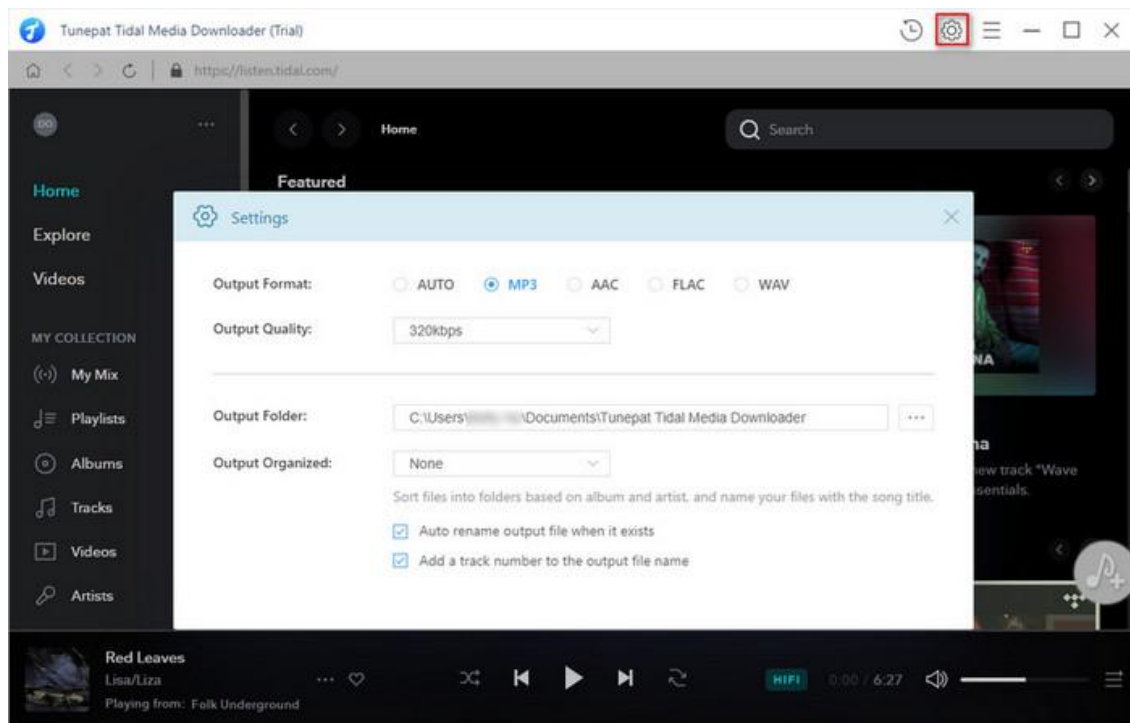 Tunepat Tidal Media Downloader (Trial)
https://listen.tidal.com/
Home
Search
Featured
Home
Explore
Videos
MY COLLECTION
My Mix
Playlists
Albums
Tracks
Videos
Artists
Settings
Output Format: AUTO MP3 AAC FLAC WAV
Output Quality: 320kbps
Output Folder: C:\Users\ \Documents\Tunepat Tidal Media Downloader ...
Output Organized: None
Sort files into folders based on album and artist, and name your files with the song title.
Auto rename output file when it exists
Add a track number to the output file name
NA
na
new track "Wave
sentials.
Red Leaves
Lisa/Liza
Playing from: Folk Underground
HIFI 0:00 / 6:27